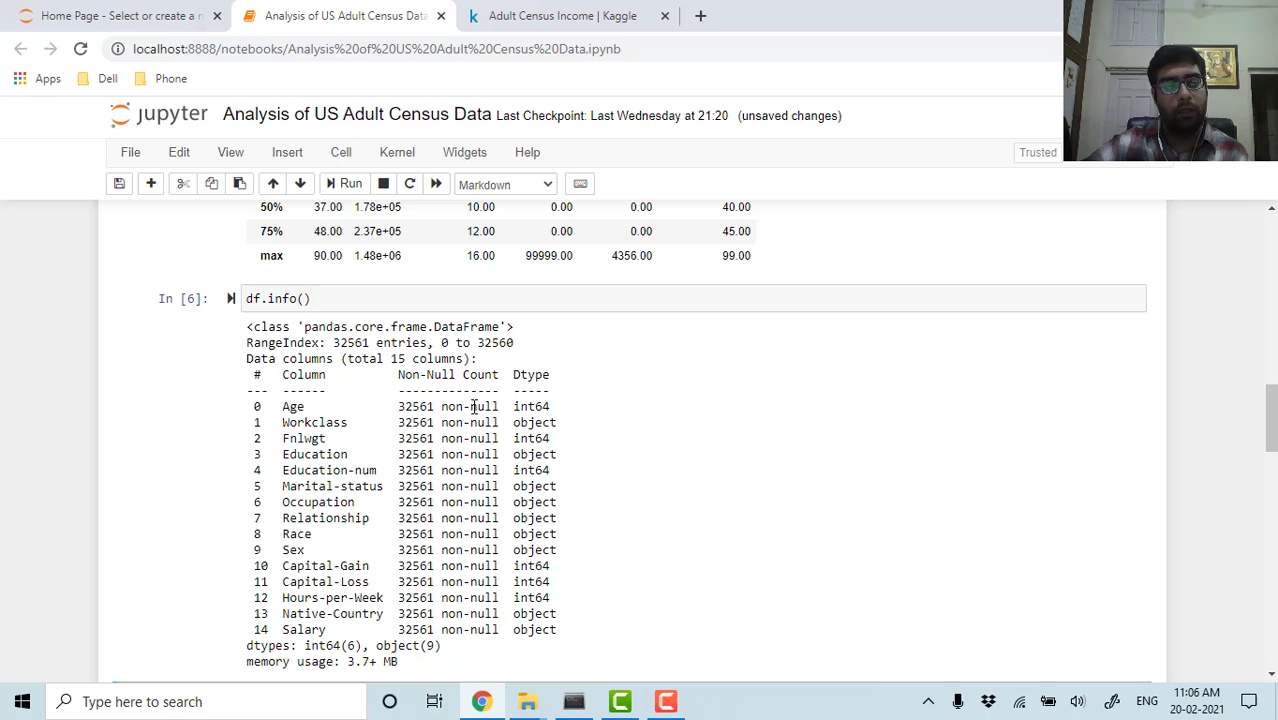 Home Page - Select or create a n
Analysis of US Adult Census Data
Adult Census Income | Kaggle
localhost:8888/notebooks/Analysis%20of%20US%20Adult%20Census%20Data.ipynb
Apps Dell Phone
jupyter Analysis of US Adult Census Data Last Checkpoint: Last Wednesday at 21:20 (unsaved changes)
File Edit View Insert Cell Kernel Widgets Help Trusted
Run Markdown
50% 37.00 1.78e+05 10.00 0.00 0.00 40.00
75% 48.00 2.37e+05 12.00 0.00 0.00 45.00
max 90.00 1.48e+06 16.00 99999.00 4356.00 99.00
In [6]: df.info()
<class 'pandas.core.frame.DataFrame'>
RangeIndex: 32561 entries, 0 to 32560
Data columns (total 15 columns):
# Column Non-Null Count Dtype
--- ------ -------------- -----
0 Age 32561 non-null int64
1 Workclass 32561 non-null object
2 Fnlwgt 32561 non-null int64
3 Education 32561 non-null object
4 Education-num 32561 non-null int64
5 Marital-status 32561 non-null object
6 Occupation 32561 non-null object
7 Relationship 32561 non-null object
8 Race 32561 non-null object
9 Sex 32561 non-null object
10 Capital-Gain 32561 non-null int64
11 Capital-Loss 32561 non-null int64
12 Hours-per-Week 32561 non-null int64
13 Native-Country 32561 non-null object
14 Salary 32561 non-null object
dtypes: int64(6), object(9)
memory usage: 3.7+ MB
Type here to search
ENG
11:06 AM
20-02-2021